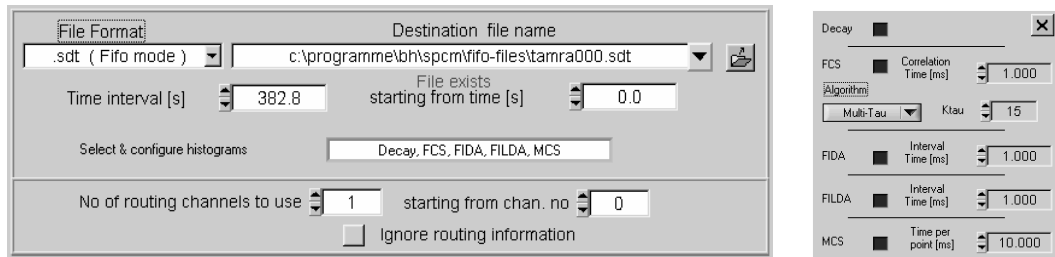 File Format
Destination file name
.sdt ( Fifo mode )
c:\programme\bh\spcm\fifo-files\tamra000.sdt
File exists
Time interval [s] 382.8 starting from time [s] 0.0
Select & configure histograms Decay, FCS, FIDA, FILDA, MCS
No of routing channels to use 1 starting from chan. no 0
Ignore routing information
Decay
FCS Correlation Time [ms] 1.000
Algorithm
Multi-Tau Ktau 15
FIDA Interval Time [ms] 1.000
FILDA Interval Time [ms] 1.000
MCS Time per point [ms] 10.000